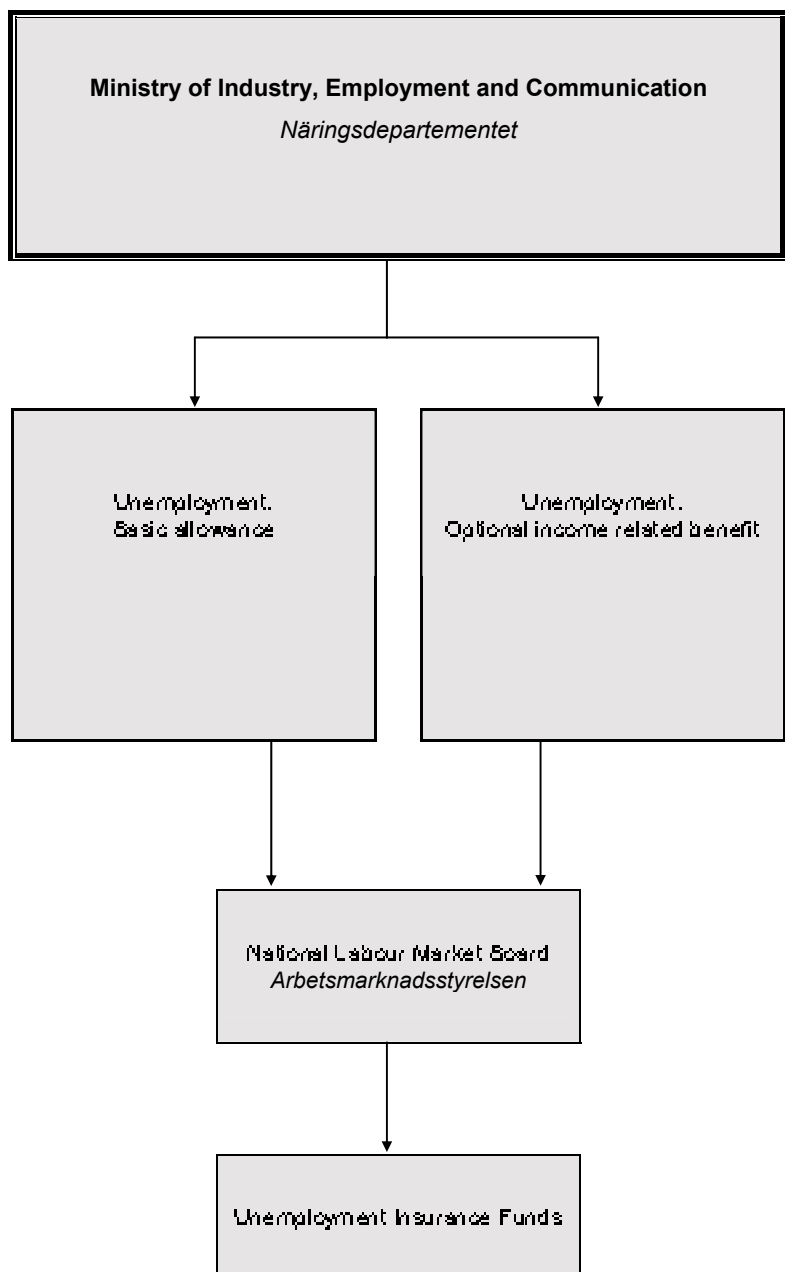 Ministry of Industry, Employment and Communication
Näringsdepartementet
Unemployment.
Basic allowance
Unemployment.
Optional income related benefit
National Labour Market Board
Arbetsmarknadsstyrelsen
Unemployment Insurance Funds